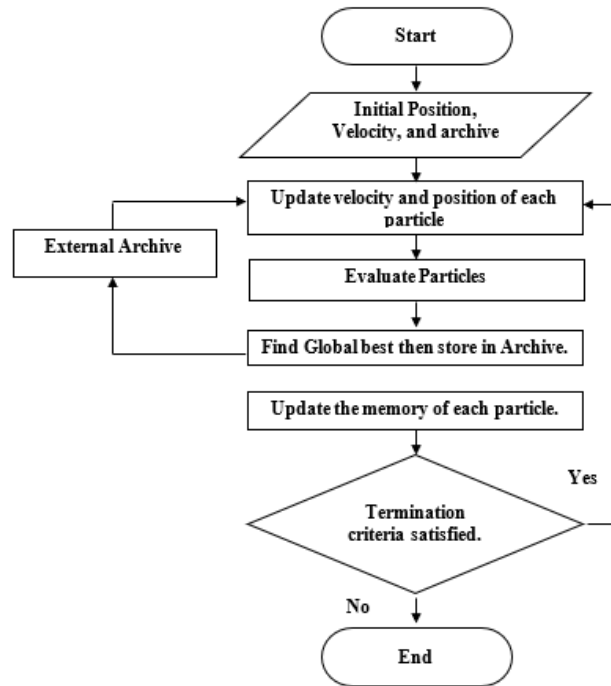 Start
Initial Position,
Velocity, and archive
Update velocity and position of each
particle
External Archive
Evaluate Particles
Find Global best then store in Archive.
Update the memory of each particle.
Yes
Termination
criteria satisfied.
No
End